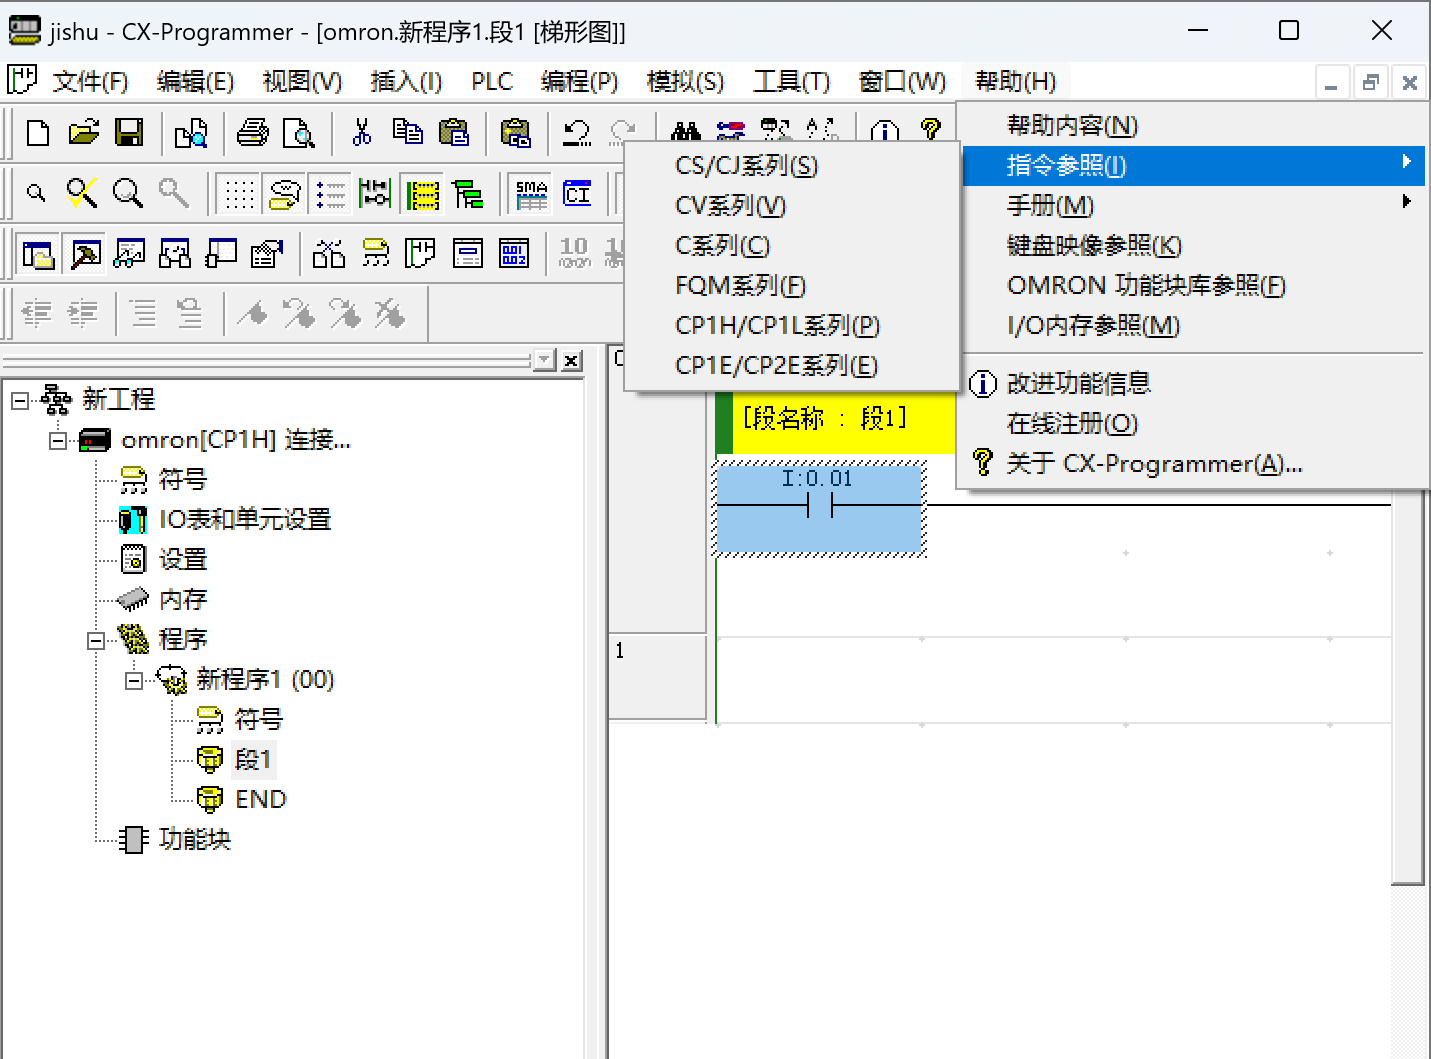 jishu - CX-Programmer - [omron.新程序1.段1 [梯形图]]
文件(F) 编辑(E) 视图(V) 插入(I) PLC 编程(P) 模拟(S) 工具(T) 窗口(W) 帮助(H)
帮助内容(N)
指令参照(I)
手册(M)
键盘映像参照(K)
OMRON 功能块库参照(F)
I/O内存参照(M)
改进功能信息
在线注册(O)
关于 CX-Programmer(A)...
CS/CJ系列(S)
CV系列(V)
C系列(C)
FQM系列(F)
CP1H/CP1L系列(P)
CP1E/CP2E系列(E)
SMA
CI
10
新工程
omron[CP1H] 连接...
符号
IO表和单元设置
设置
内存
程序
新程序1 (00)
符号
段1
END
功能块
[段名称 : 段1]
I:0.01
1